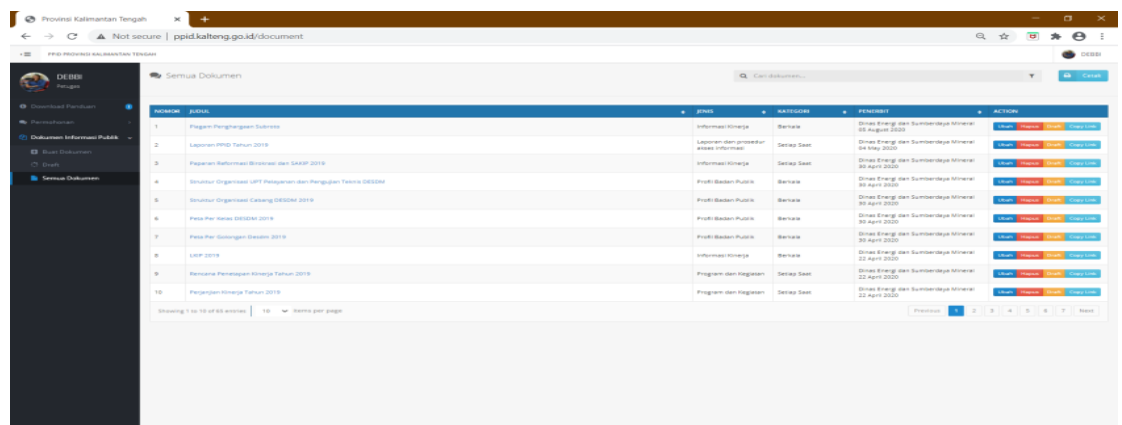 Provinsi Kalimantan Tengah
Not secure | ppid.kalteng.go.id/document
PPID PROVINSI KALIMANTAN TENGAH
DEBBI
DEBBI
Petugas
Semua Dokumen
Cari dokumen...
Cetak
Download Panduan
Permohonan
Dokumen Informasi Publik
Buat Dokumen
Draft
Semua Dokumen
NOMOR JUDUL JENIS KATEGORI PENERBIT ACTION
1 Piagam Penghargaan Subroto Informasi Kinerja Berkala Dinas Energi dan Sumberdaya Mineral 05 August 2020 Ubah Hapus Draft Copy Link
2 Laporan PPID Tahun 2019 Laporan dan prosedur akses informasi Setiap Saat Dinas Energi dan Sumberdaya Mineral 04 May 2020 Ubah Hapus Draft Copy Link
3 Paparan Reformasi Birokrasi dan SAKIP 2019 Informasi Kinerja Berkala Dinas Energi dan Sumberdaya Mineral 30 April 2020 Ubah Hapus Draft Copy Link
4 Struktur Organisasi UPT Pelayanan dan Pengujian Teknis DESDM Profil Badan Publik Berkala Dinas Energi dan Sumberdaya Mineral 30 April 2020 Ubah Hapus Draft Copy Link
5 Struktur Organisasi Cabang DESDM 2019 Profil Badan Publik Berkala Dinas Energi dan Sumberdaya Mineral 30 April 2020 Ubah Hapus Draft Copy Link
6 Peta Per Kelas DESDM 2019 Profil Badan Publik Berkala Dinas Energi dan Sumberdaya Mineral 30 April 2020 Ubah Hapus Draft Copy Link
7 Peta Per Golongan Desdm 2019 Profil Badan Publik Berkala Dinas Energi dan Sumberdaya Mineral 30 April 2020 Ubah Hapus Draft Copy Link
8 LKIP 2019 Informasi Kinerja Berkala Dinas Energi dan Sumberdaya Mineral 22 April 2020 Ubah Hapus Draft Copy Link
9 Rencana Penetapan Kinerja Tahun 2019 Program dan Kegiatan Setiap Saat Dinas Energi dan Sumberdaya Mineral 22 April 2020 Ubah Hapus Draft Copy Link
10 Perjanjian Kinerja Tahun 2019 Program dan Kegiatan Setiap Saat Dinas Energi dan Sumberdaya Mineral 22 April 2020 Ubah Hapus Draft Copy Link
Showing 1 to 10 of 65 entries 10 items per page Previous 1 2 3 4 5 6 7 Next